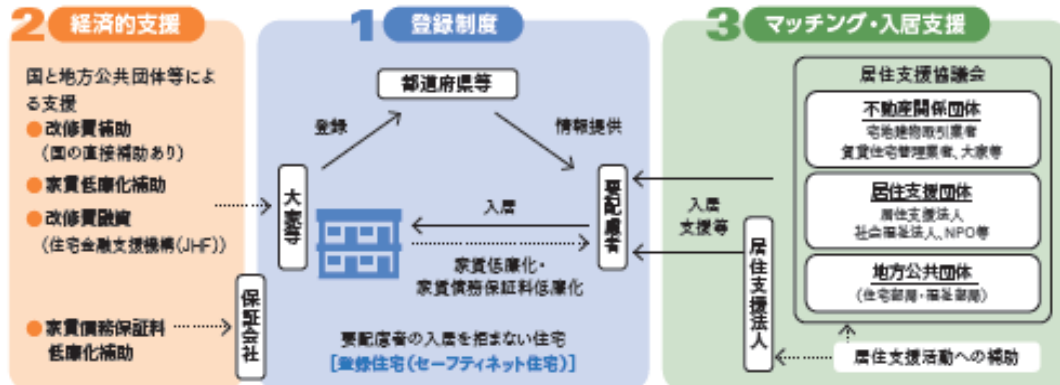 2 経済的支援
国と地方公共団体等によ
る支援
●改修費補助
(国の直接補助あり)
●家賃低廉化補助
●改修費融資
(住宅金融支援機構(JHF))
●家賃債務保証料
低廉化補助
保証会社
1 登録制度
都道府県等
登録
情報提供
大家等
要配慮者
入居
家賃低廉化・
家賃債務保証料低廉化
要配慮者の入居を拒まない住宅
[登録住宅(セーフティネット住宅)]
3 マッチング・入居支援
入居
支援等
居住支援法人
居住支援協議会
不動産関係団体
宅地建物取引業者
賃貸住宅管理業者、大家等
居住支援団体
居住支援法人
社会福祉法人、NPO等
地方公共団体
(住宅部局・福祉部局)
居住支援活動への補助